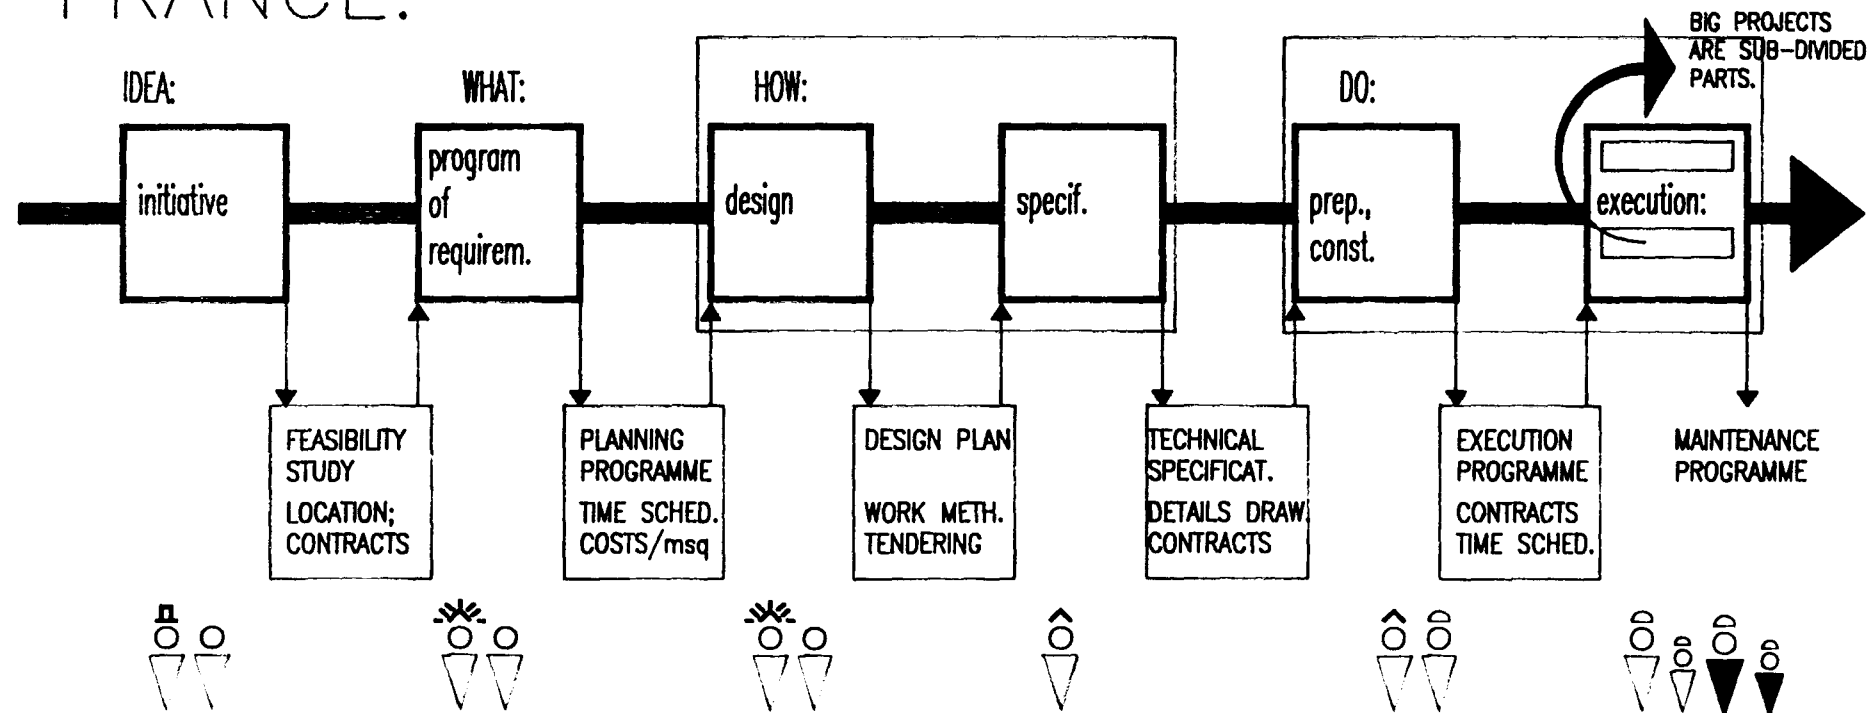 FRANCE.
BIG PROJECTS
ARE SUB-DIVIDED
PARTS.
IDEA:
WHAT:
HOW:
DO:
initiative
program
of
requirem.
design
specif.
prep.,
const.
execution:
FEASIBILITY
STUDY
LOCATION;
CONTRACTS
PLANNING
PROGRAMME
TIME SCHED.
COSTS/msq
DESIGN PLAN
WORK METH.
TENDERING
TECHNICAL
SPECIFICAT.
DETAILS DRAW.
CONTRACTS
EXECUTION
PROGRAMME
CONTRACTS
TIME SCHED.
MAINTENANCE
PROGRAMME